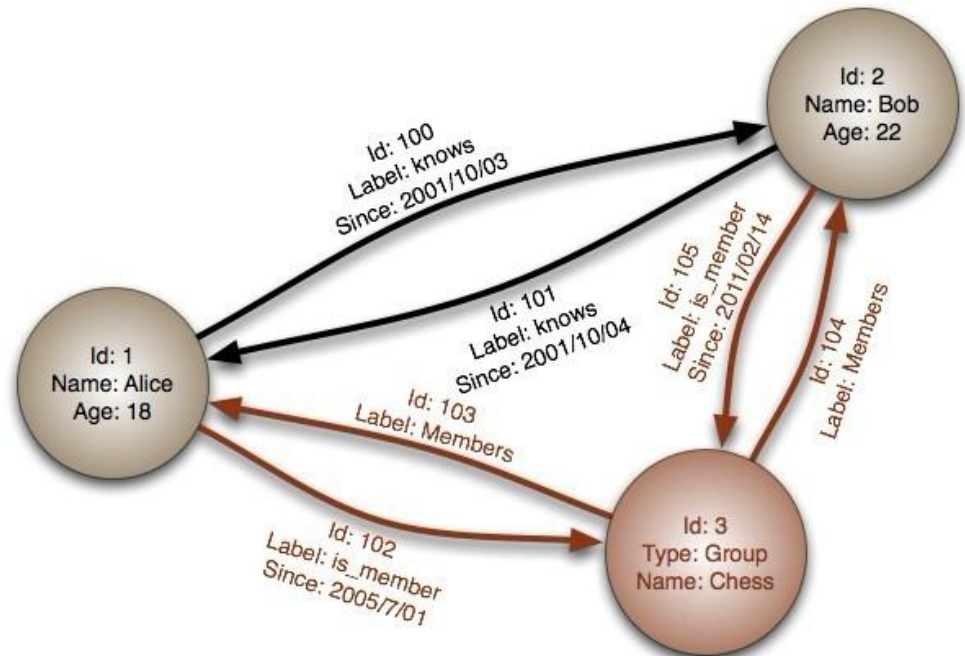 Id: 2
Name: Bob
Age: 22
Id: 100
Label: knows
Since: 2001/10/03
Id: 101
Label: knows
Since: 2001/10/04
Id: 105
Label: is_member
Since: 2011/02/14
Id: 104
Label: Members
Id: 1
Name: Alice
Age: 18
Id: 103
Label: Members
Id: 102
Label: is_member
Since: 2005/7/01
Id: 3
Type: Group
Name: Chess